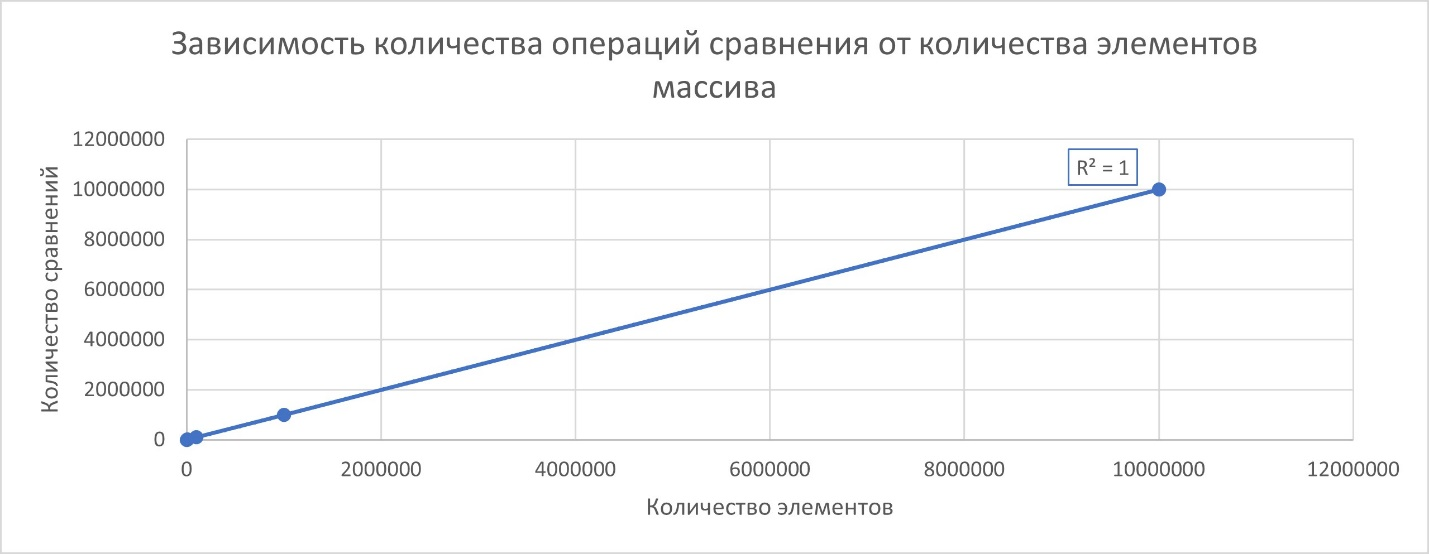 Зависимость количества операций сравнения от количества элементов
массива
Количество сравнений
12000000
10000000
8000000
6000000
4000000
2000000
0
R² = 1
0 2000000 4000000 6000000 8000000 10000000 12000000
Количество элементов